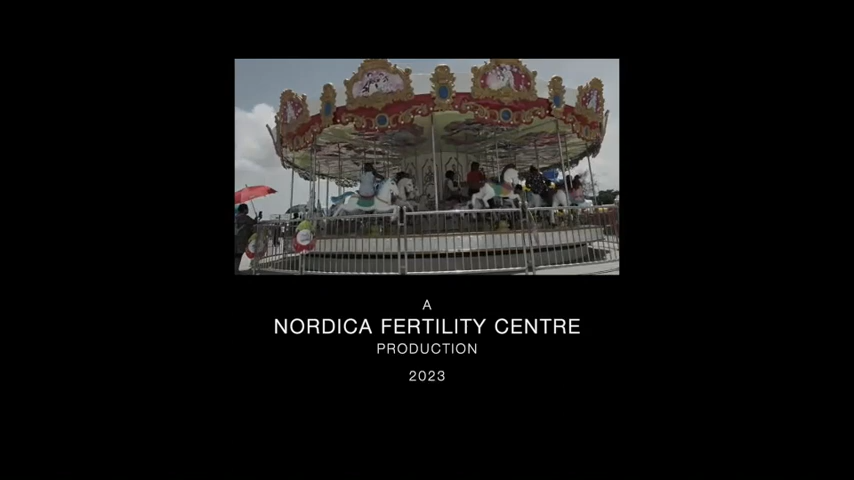 A
NORDICA FERTILITY CENTRE
PRODUCTION
2023